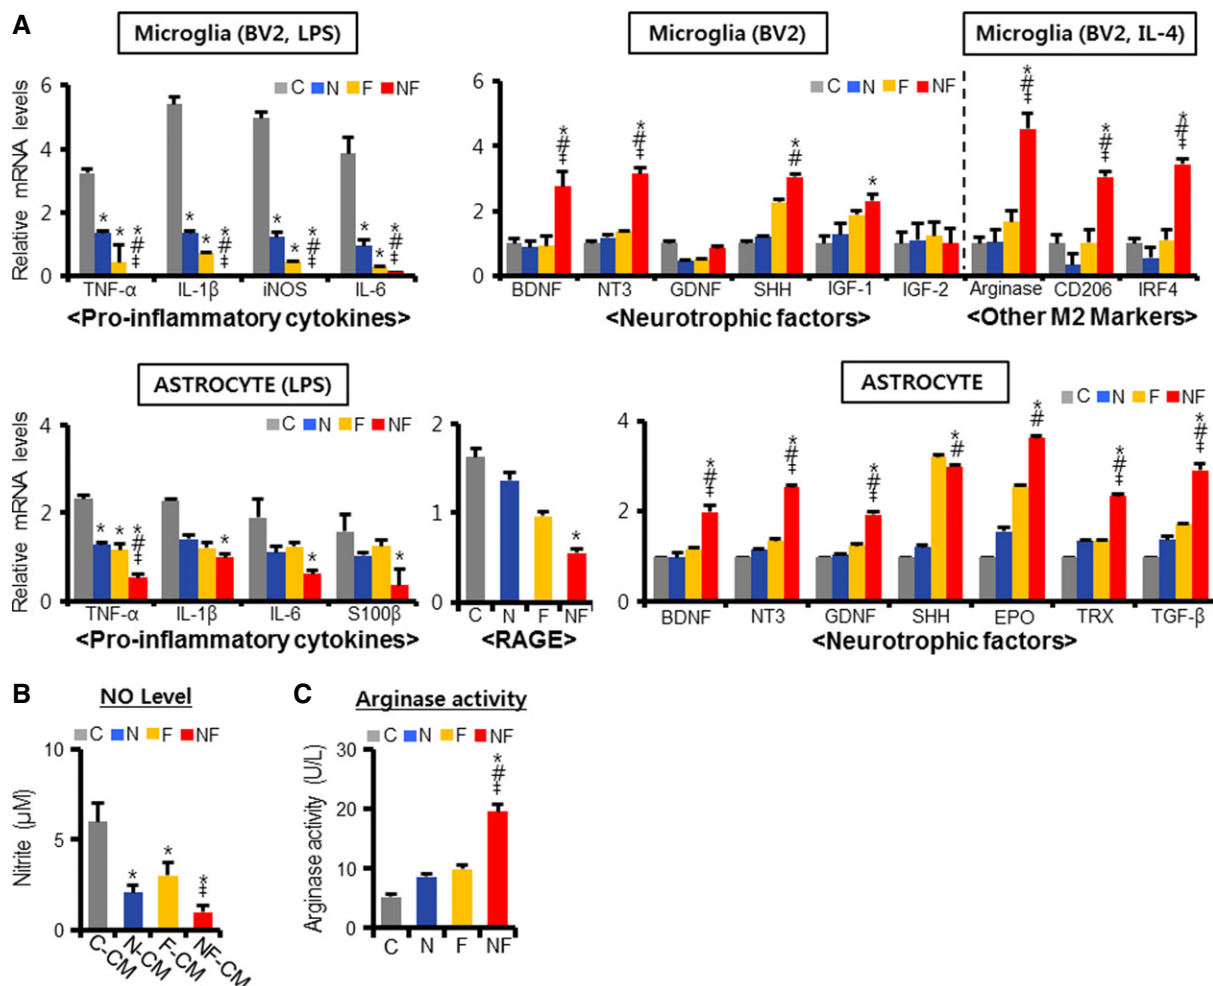 A
Microglia (BV2, LPS)
Microglia (BV2)
Microglia (BV2, IL-4)
Relative mRNA levels
6
4
2
0
C N F NF
* * *#‡ * * *#‡ * * *#‡ * * *#‡
TNF-α IL-1β iNOS IL-6
<Pro-inflammatory cytokines>
6
4
2
0
C N F NF
*#‡ *#‡ *# * *#‡ *#‡ *#‡
BDNF NT3 GDNF SHH IGF-1 IGF-2 Arginase CD206 IRF4
<Neurotrophic factors> <Other M2 Markers>
ASTROCYTE (LPS)
ASTROCYTE
Relative mRNA levels
4
2
0
C N F NF
* * *#‡ * * *
TNF-α IL-1β IL-6 S100β
<Pro-inflammatory cytokines>
2
1
0
*
C N F NF
<RAGE>
4
2
0
C N F NF
*#‡ *#‡ *#‡ *# *# *#‡ *#‡
BDNF NT3 GDNF SHH EPO TRX TGF-β
<Neurotrophic factors>
B
NO Level
C N F NF
Nitrite (μM)
10
5
0
* * *‡
C-CM N-CM F-CM NF-CM
C
Arginase activity
C N F NF
Arginase activity (U/L)
30
20
10
0
*#‡
C N F NF